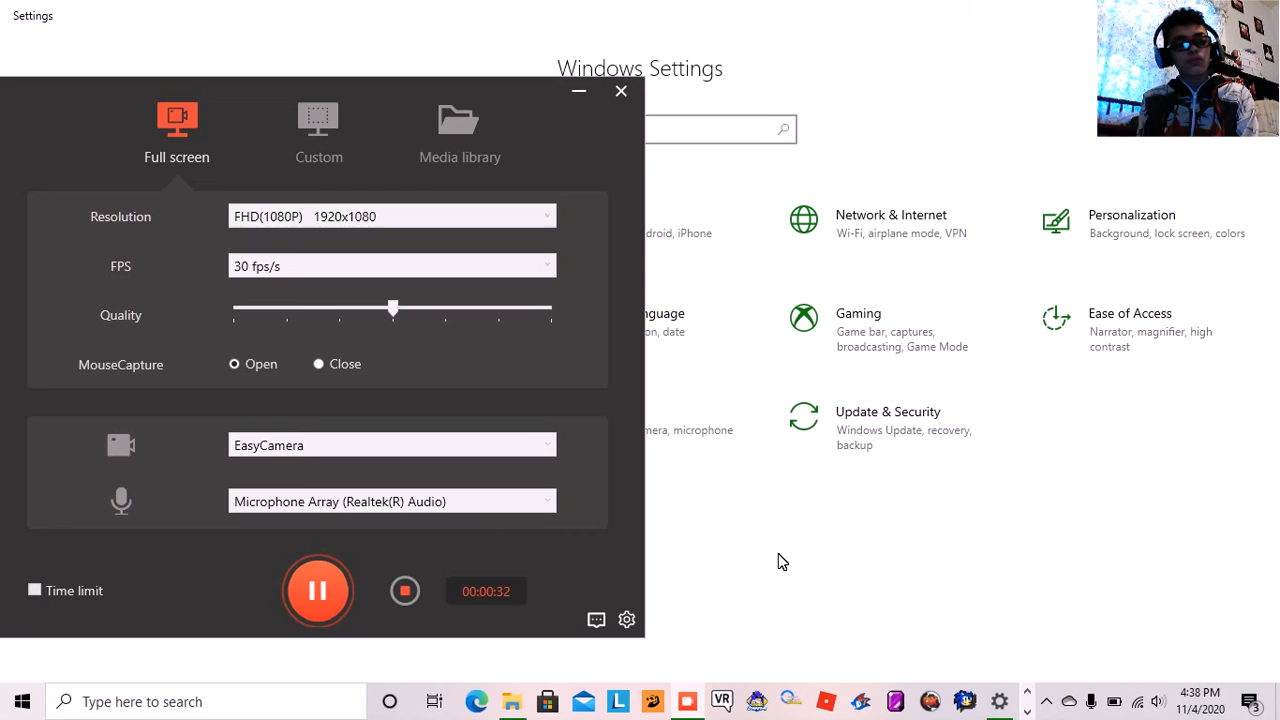 Settings
Windows Settings
Full screen
Custom
Media library
Resolution
FHD(1080P) 1920x1080
FPS
30 fps/s
Quality
MouseCapture
Open
Close
EasyCamera
Microphone Array (Realtek(R) Audio)
Time limit
00:00:32
droid, iPhone
Network & Internet
Wi-Fi, airplane mode, VPN
Personalization
Background, lock screen, colors
nguage
on, date
Gaming
Game bar, captures,
broadcasting, Game Mode
Ease of Access
Narrator, magnifier, high
contrast
mera, microphone
Update & Security
Windows Update, recovery,
backup
Type here to search
L
VR
4:38 PM
11/4/2020
3